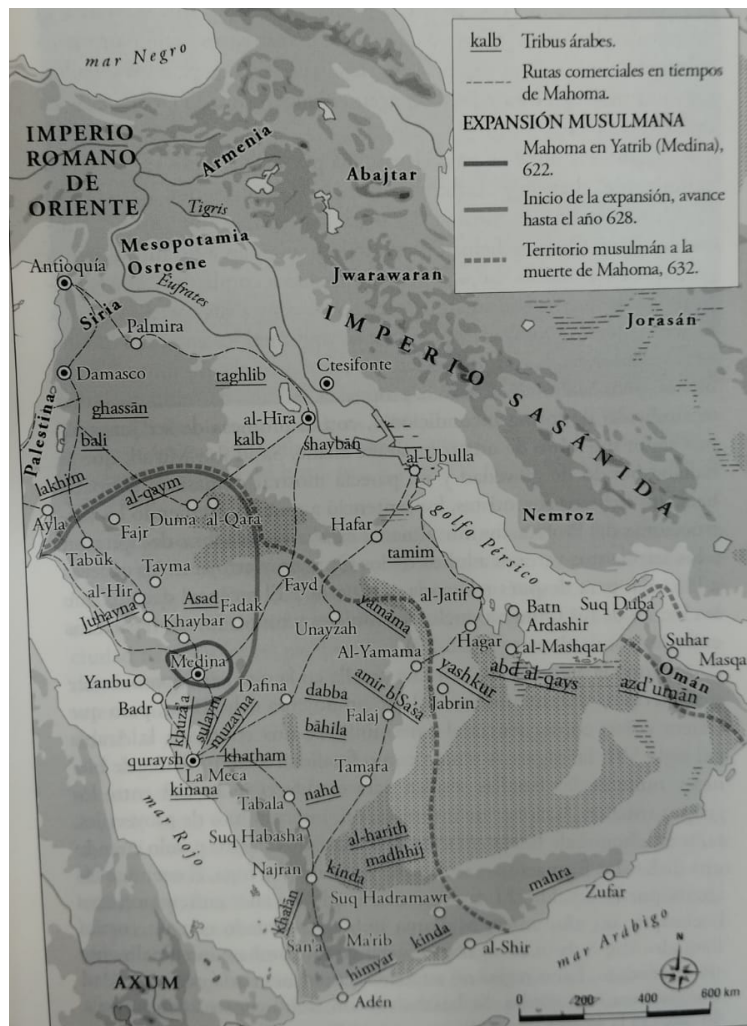 mar Negro
kalb Tribus árabes.
Rutas comerciales en tiempos
de Mahoma.
EXPANSIÓN MUSULMANA
Mahoma en Yatrib (Medina),
622.
Inicio de la expansión, avance
hasta el año 628.
Territorio musulmán a la
muerte de Mahoma, 632.
IMPERIO
ROMANO
DE
ORIENTE
Armenia
Abajtar
Tigris
Mesopotamia
Osroene
Éufrates
Jwarawaran
Antioquía
Siria
Palmira
IMPERIO SASÁNIDA
Jorasán
Damasco
taghlib
Ctesifonte
ghassān
Palestina
bali
al-Hīra
kalb
shaybān
al-Ubulla
lakhm
al-qaym
Ayla
Fajr
Duma
al-Qara
Hafar
golfo Pérsico
Nemroz
Tabūk
tamim
Tayma
al-Hir
Asad
Fadak
Fayd
Juhayna
Khaybar
Unayzah
yamama
al-Jatif
Batn
Ardashir
Suq Duba
Hagar
al-Mashqar
Suhar
Medina
Al-Yamama
yashkur
abd al-qays
Omán
Masqa
Yanbu
Dafina
dabba
amir b.Sa'sa
Jabrin
azd'umān
Badr
khuza'a
sulaym
muzayna
bāhila
Falaj
quraysh
khatham
La Meca
kinana
Tamara
nahd
Tabala
mar Rojo
Suq Habasha
al-harith
madhhij
Najran
kinda
mahra
Zufar
khalān
Suq Hadramawt
San'a
Ma'rib
kinda
al-Shir
mar Arábigo
himyar
AXUM
Adén
N
0 200 400 600 km